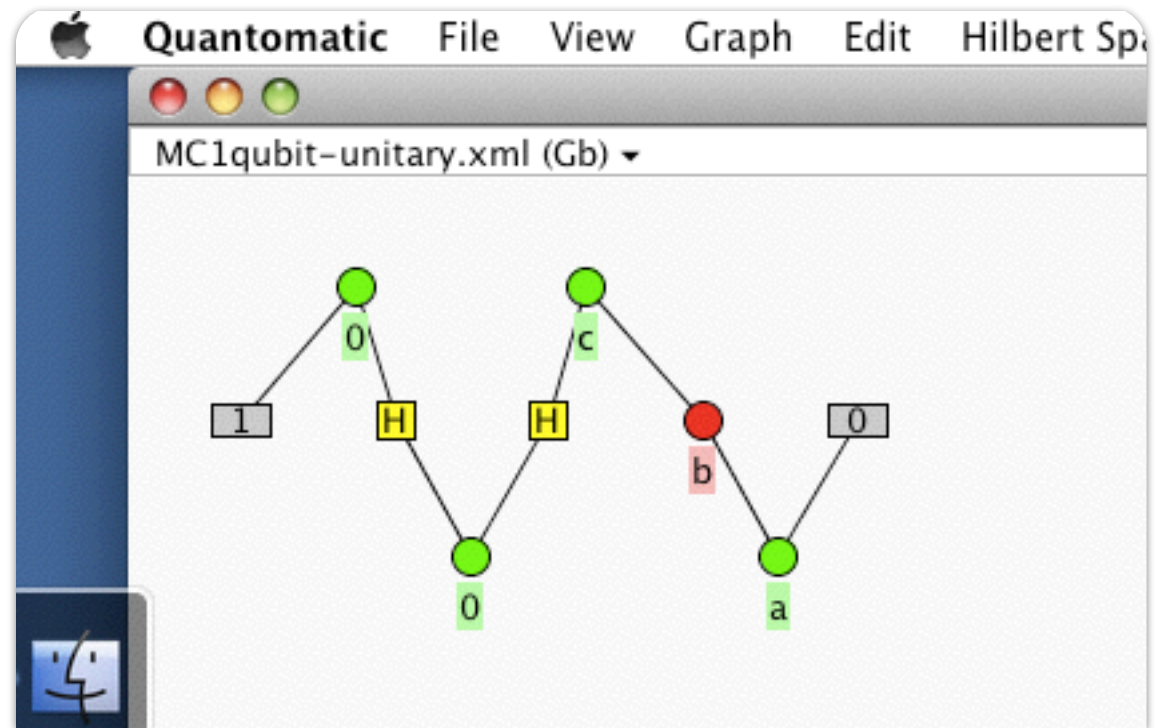 Quantomatic File View Graph Edit Hilbert Spa
MC1qubit-unitary.xml (Gb)
0 c
1 H H 0
b
0 a